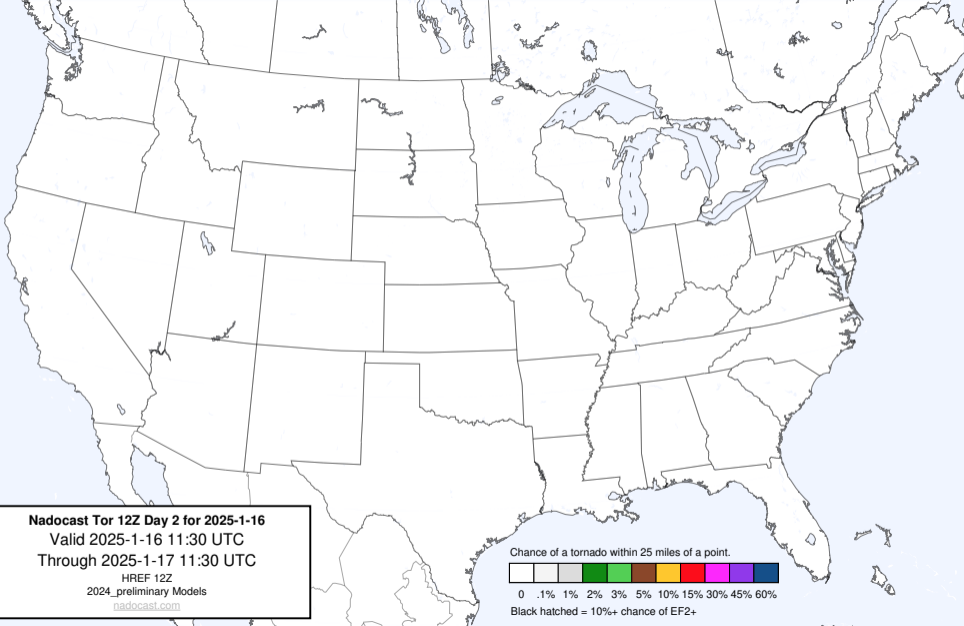 Nadocast Tor 12Z Day 2 for 2025-1-16
Valid 2025-1-16 11:30 UTC
Through 2025-1-17 11:30 UTC
HREF 12Z
2024_preliminary Models
nadocast.com
Chance of a tornado within 25 miles of a point.
0 .1% 1% 2% 3% 5% 10% 15% 30% 45% 60%
Black hatched = 10%+ chance of EF2+